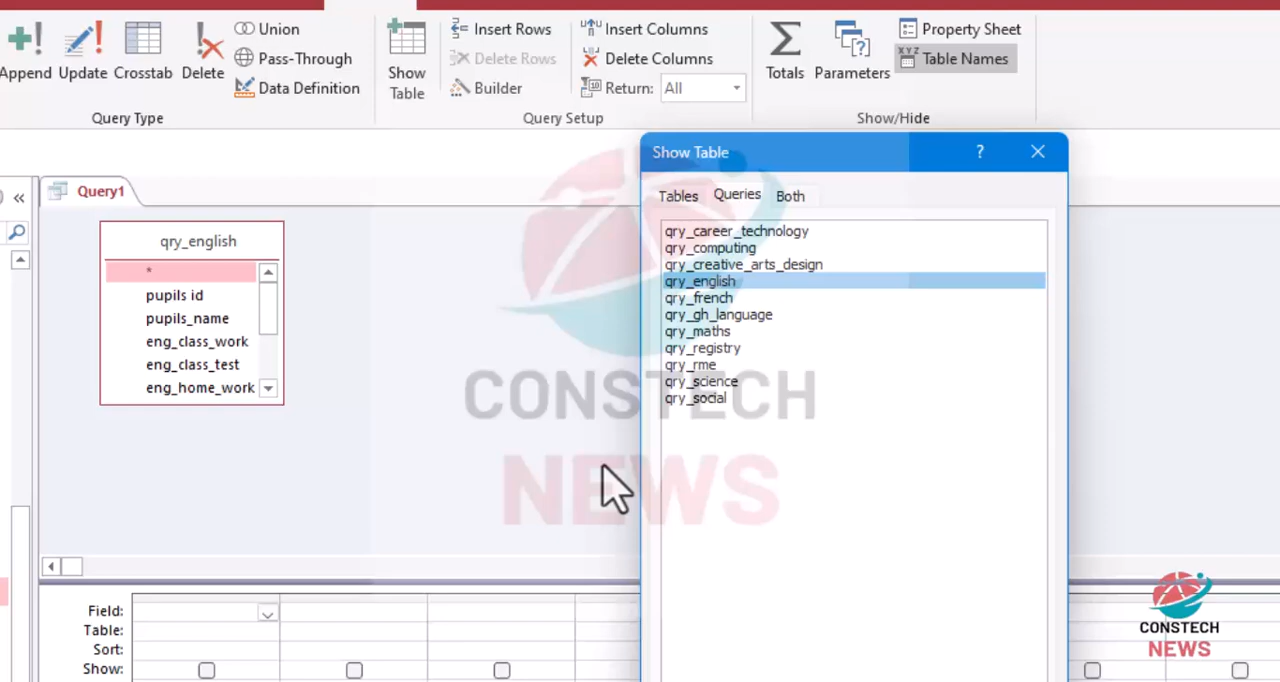 Append Update Crosstab Delete
Union
Pass-Through
Data Definition
Query Type
Show Table
Insert Rows
Delete Rows
Builder
Insert Columns
Delete Columns
Return: All
Query Setup
Totals Parameters
Property Sheet
XYZ Table Names
Show/Hide
Query1
qry_english
*
pupils id
pupils_name
eng_class_work
eng_class_test
eng_home_work
Show Table ?
Tables Queries Both
qry_career_technology
qry_computing
qry_creative_arts_design
qry_english
qry_french
qry_gh_language
qry_maths
qry_registry
qry_rme
qry_science
qry_social
CONSTECH
NEWS
Field:
Table:
Sort:
Show:
CONSTECH
NEWS